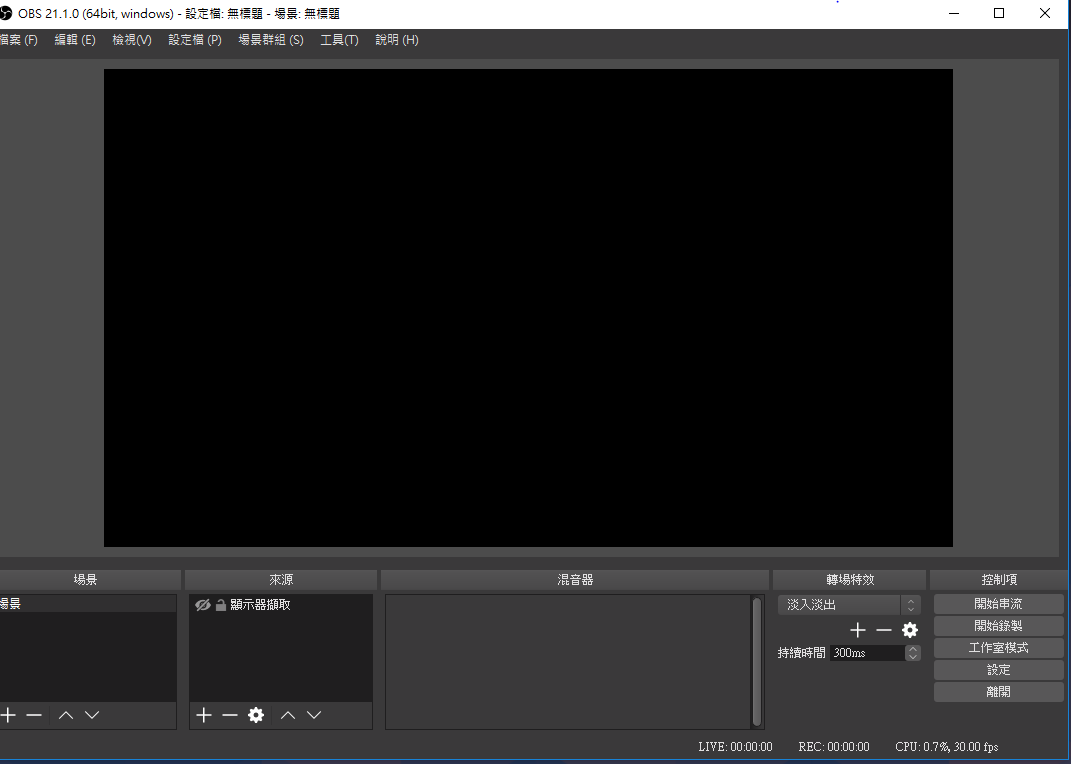 OBS 21.1.0 (64bit, windows) - 設定檔: 無標題 - 場景: 無標題
檔案 (F) 編輯 (E) 檢視(V) 設定檔 (P) 場景群組 (S) 工具(T) 說明 (H)
場景 來源 混音器 轉場特效 控制項
場景 顯示器擷取 淡入淡出 開始串流
開始錄製
持續時間 300ms 工作室模式
設定
離開
LIVE: 00:00:00 REC: 00:00:00 CPU: 0.7%, 30.00 fps